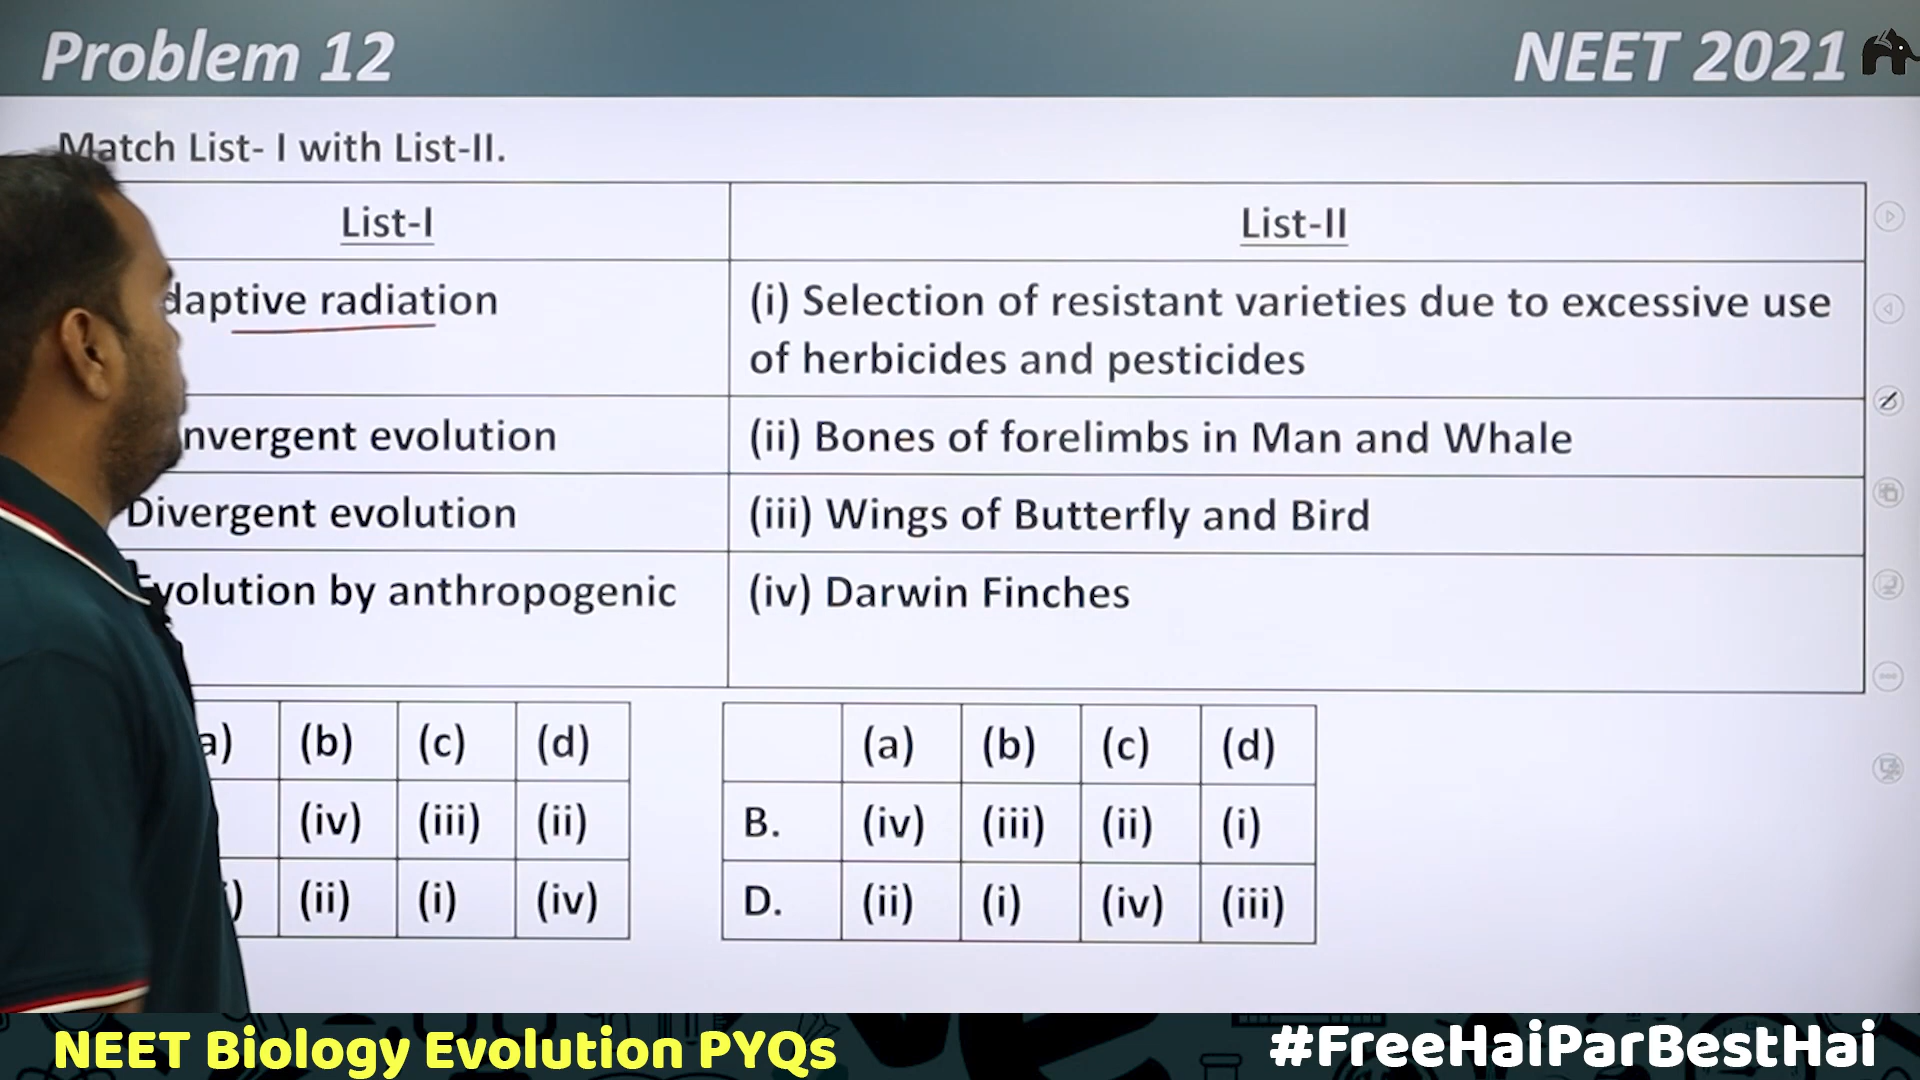 Problem 12
NEET 2021
Match List- I with List-II.
List-I
List-II
daptive radiation
(i) Selection of resistant varieties due to excessive use
of herbicides and pesticides
nvergent evolution
(ii) Bones of forelimbs in Man and Whale
Divergent evolution
(iii) Wings of Butterfly and Bird
Evolution by anthropogenic
(iv) Darwin Finches
a) (b) (c) (d)
(iv) (iii) (ii)
) (ii) (i) (iv)
(a) (b) (c) (d)
B. (iv) (iii) (ii) (i)
D. (ii) (i) (iv) (iii)
NEET Biology Evolution PYQs
#FreeHaiParBestHai